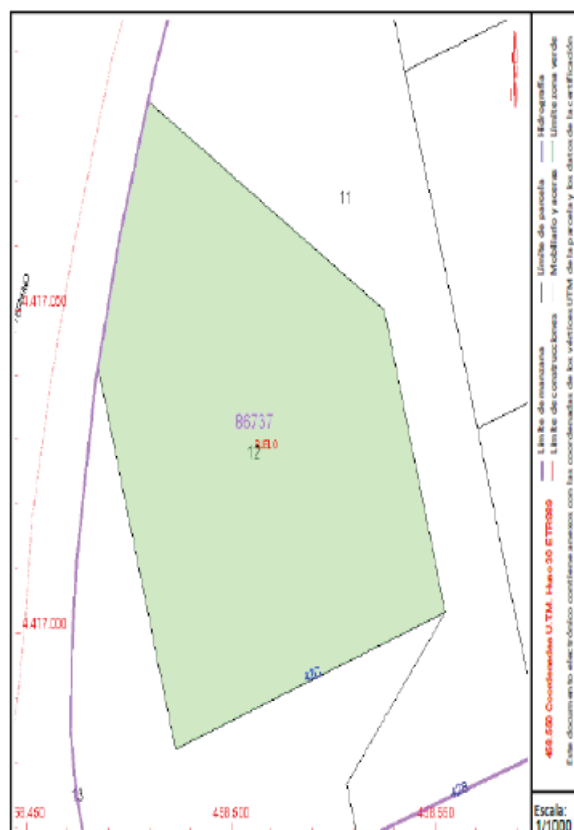 11
4.417.050
86737
SUELO
12
4.417.000
13
458.500
458.550
Límite de manzana
Límite de parcela
Hidrografía
Límite de construcciones
Mobiliario y aceras
Límite zona verde
458.550 Coordenadas U.T.M. Huso 30 ETRS89
Este documento electrónico contiene anexos con las coordenadas de los vértices UTM de la parcela y los datos de la certificación
Escala:
1/1000